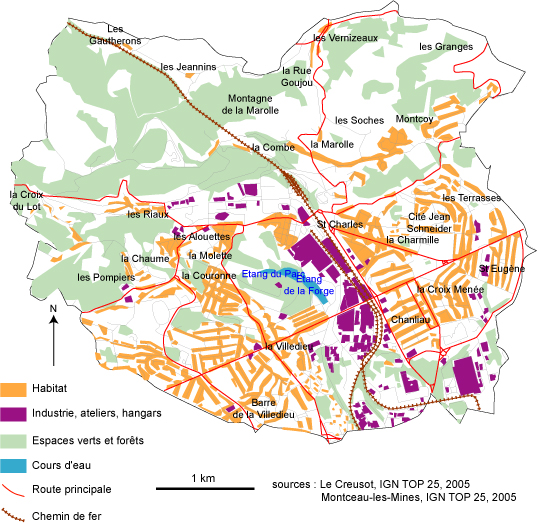 Les
Gautherons
les Vernizeaux
les Granges
les Jeannins
la Rue
Goujou
Montagne
de la Marolle
les Soches
Montcoy
la Combe
la Marolle
la Croix
du Lot
les Riaux
les Terrasses
St Charles
Cité Jean
Schneider
la Charmille
les Alouettes
la Molette
la Chaume
la Couronne
les Pompiers
Etang du Parc
Etang
de la Forge
St Eugène
la Croix Menée
Chanliau
N
la Villedieu
Barre
de la Villedieu
Habitat
Industrie, ateliers, hangars
Espaces verts et forêts
Cours d'eau
Route principale
Chemin de fer
1 km
sources : Le Creusot, IGN TOP 25, 2005
Montceau-les-Mines, IGN TOP 25, 2005